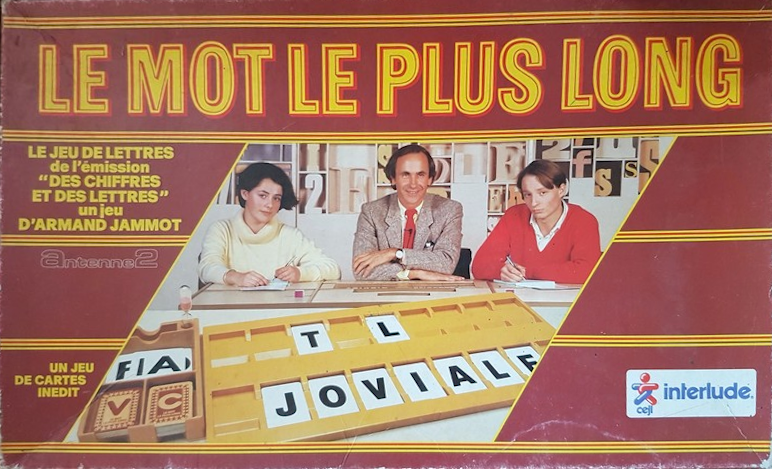 LE MOT LE PLUS LONG
LE JEU DE LETTRES
de l'émission
"DES CHIFFRES
ET DES LETTRES"
un jeu
D'ARMAND JAMMOT
antenne2
UN JEU
DE CARTES
INEDIT
F A
V C
T L
JOVIALE
cejl interlude